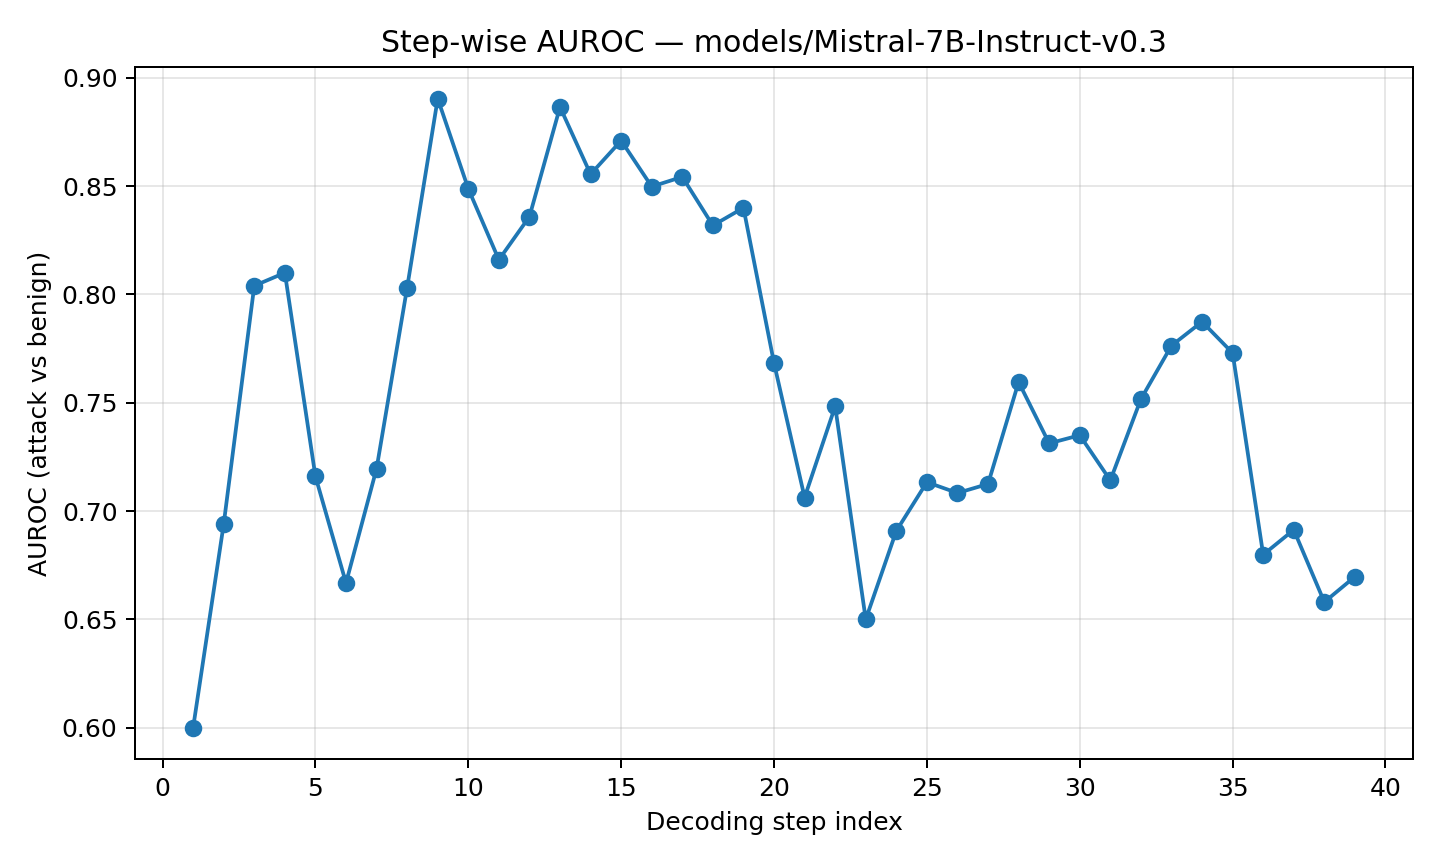 Step-wise AUROC — models/Mistral-7B-Instruct-v0.3
AUROC (attack vs benign)
0.90
0.85
0.80
0.75
0.70
0.65
0.60
0 5 10 15 20 25 30 35 40
Decoding step index